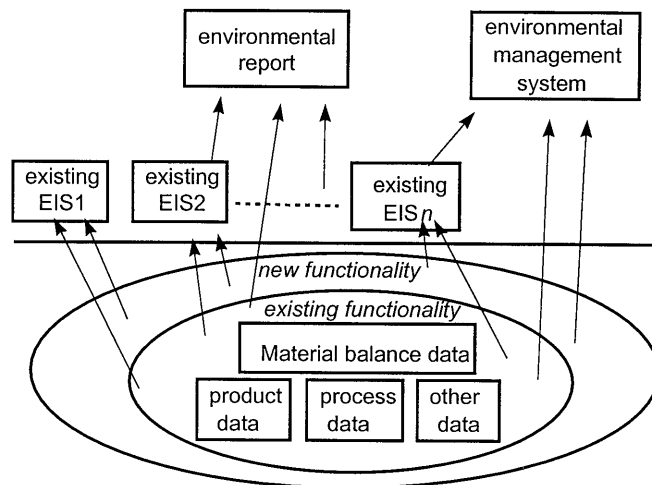 environmental
report
environmental
management
system
existing
EIS1
existing
EIS2
existing
EISn
new functionality
existing functionality
Material balance data
product
data
process
data
other
data